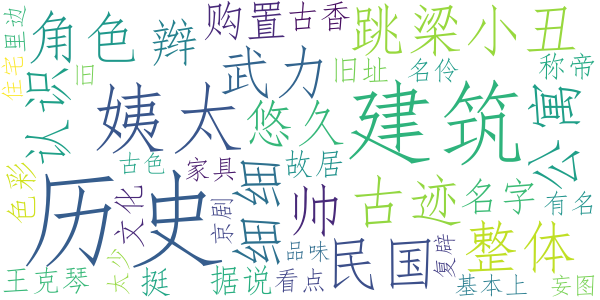 角色
辫
购置
古香
跳梁小丑
住宅
里边
认识
旧
武力
旧址
名伶
称帝
姨太
悠久
建筑
公寓
色彩
古色
家具
故居
历史
文化
京剧
细细
帅
古迹
名字
有名
品味
民国
复辟
整体
王克琴
太少
挺
据说
看点
基本上
妄图